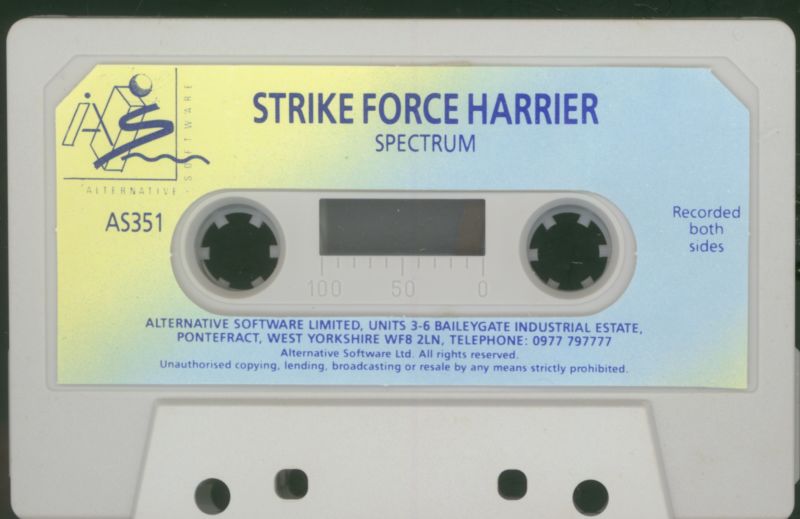 STRIKE FORCE HARRIER
SPECTRUM
AS
SOFTWARE
ALTERNATIVE
AS351
Recorded
both
sides
100 50 0
ALTERNATIVE SOFTWARE LIMITED, UNITS 3-6 BAILEYGATE INDUSTRIAL ESTATE,
PONTEFRACT, WEST YORKSHIRE WF8 2LN, TELEPHONE: 0977 797777
Alternative Software Ltd. All rights reserved.
Unauthorised copying, lending, broadcasting or resale by any means strictly prohibited.